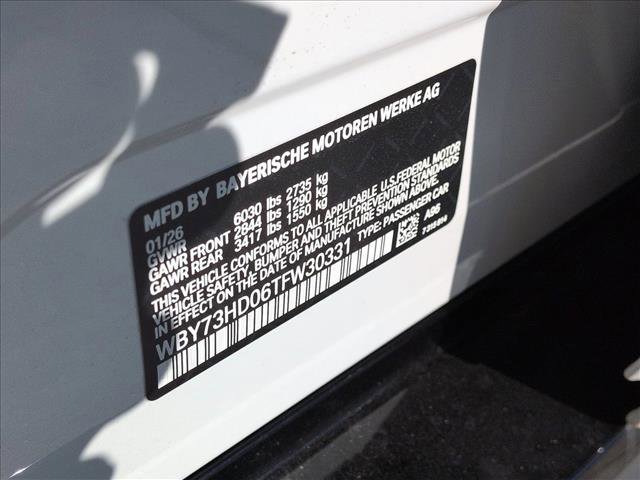 MFD BY BAYERISCHE MOTOREN WERKE AG
01/26
GVWR 6030 lbs 2735 kg
GAWR FRONT 2844 lbs 1290 kg
GAWR REAR 3417 lbs 1550 kg
THIS VEHICLE CONFORMS TO ALL APPLICABLE U.S. FEDERAL MOTOR
VEHICLE SAFETY, BUMPER, AND THEFT PREVENTION STANDARDS
IN EFFECT ON THE DATE OF MANUFACTURE SHOWN ABOVE.
WBY73HD06TFW30331 TYPE: PASSENGER CAR
A96